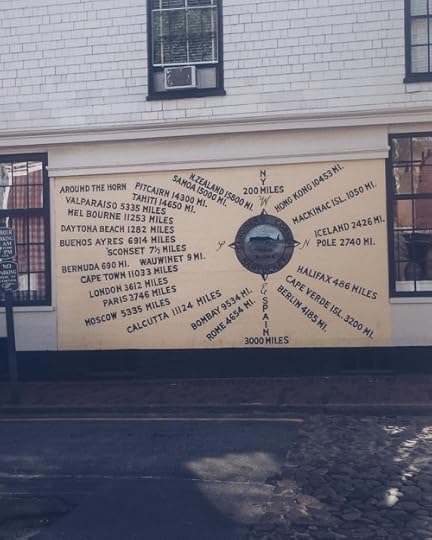 AROUND THE HORN
PITCAIRN 14300 MI.
SAMOA 15000 MI.
N. ZEALAND 15600 MI.
VALPARAISO 5335 MILES
TAHITI 14650 MI.
MEL BOURNE 11253 MILES
DAYTONA BEACH 1282 MILES
BUENOS AYRES 6914 MILES
'SCONSET 7½ MILES
BERMUDA 690 MI.
WAUWINET 9 MI.
CAPE TOWN 11033 MILES
LONDON 3612 MILES
PARIS 3746 MILES
MOSCOW 5335 MILES
CALCUTTA 11124 MILES
BOMBAY 9534 MI.
ROME 4654 MI.
NY
200 MILES
W
S
N
E
SPAIN
3000 MILES
HONG KONG 10453 MI.
MACKINAC ISL. 1050 MI.
ICELAND 2426 MI.
POLE 2740 MI.
HALIFAX 486 MILES
CAPE VERDE ISL. 3200 MI.
BERLIN 4185 MI.
NO
PARKING